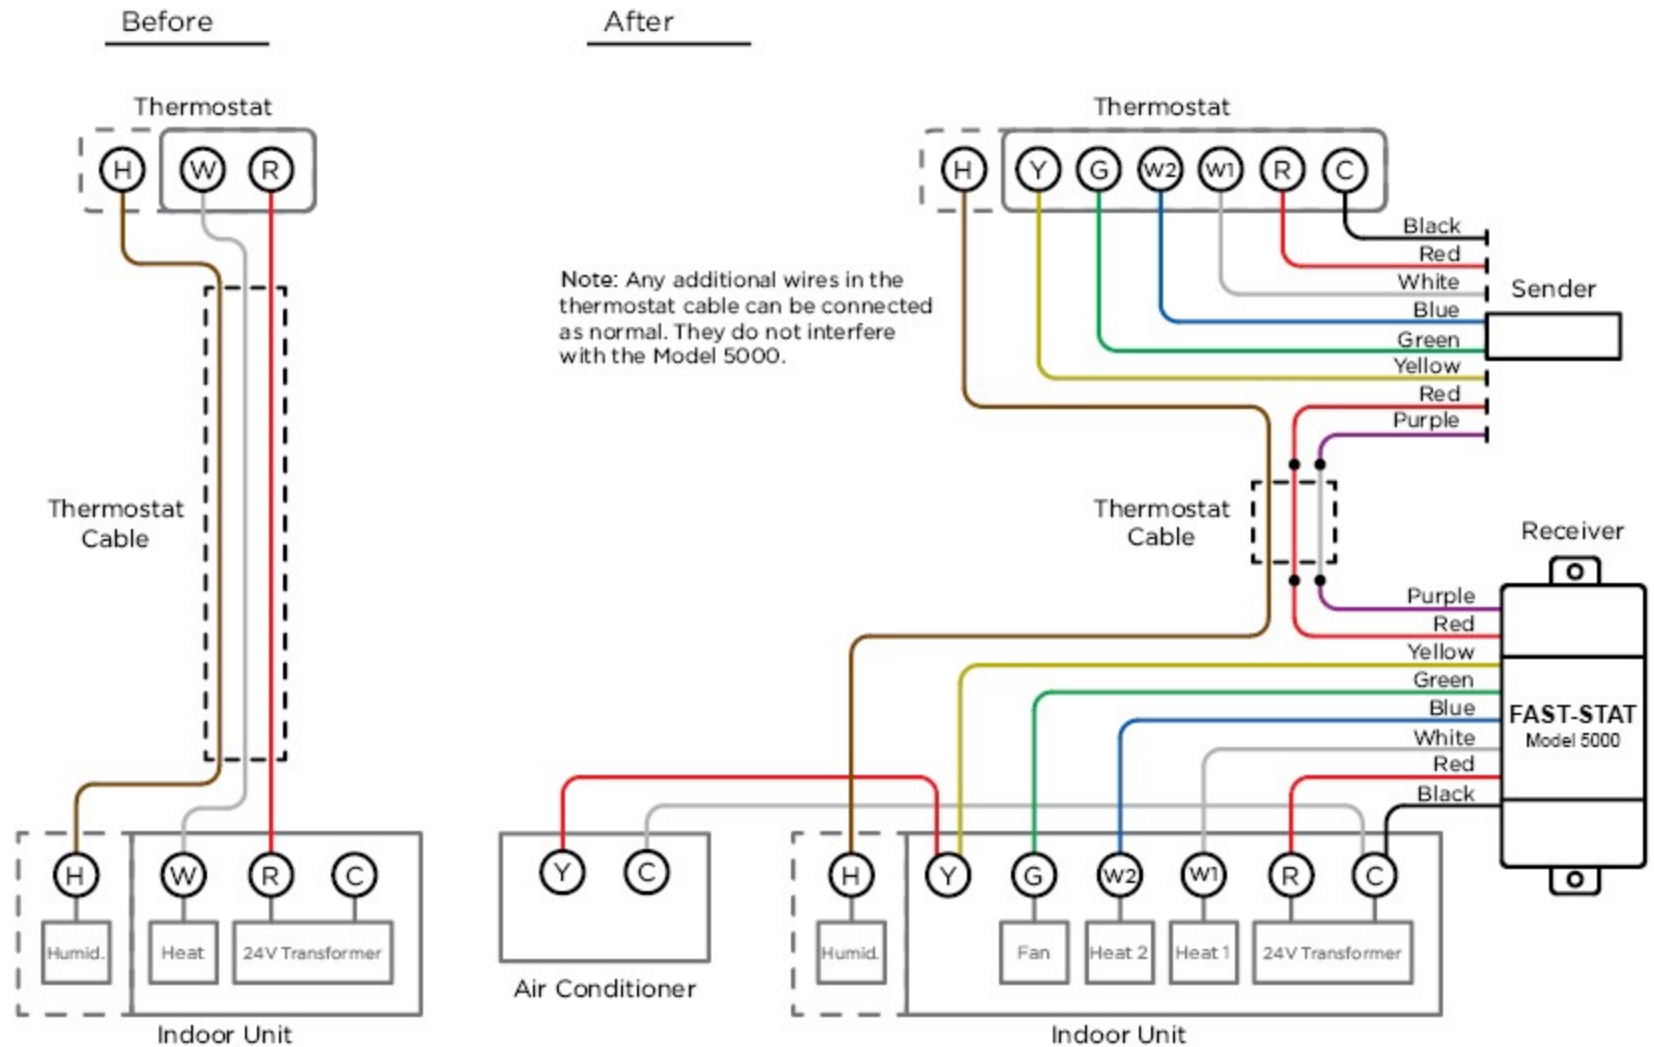 Before
After
Thermostat
H W R
Thermostat
Cable
H W R C
Humid. Heat 24V Transformer
Indoor Unit
Thermostat
H Y G W2 W1 R C
Note: Any additional wires in the
thermostat cable can be connected
as normal. They do not interfere
with the Model 5000.
Black
Red
White
Blue
Green
Yellow
Red
Purple
Sender
Thermostat
Cable
Receiver
Purple
Red
Yellow
Green
Blue
White
Red
Black
FAST-STAT
Model 5000
Y C
Air Conditioner
H Y G W2 W1 R C
Humid. Fan Heat 2 Heat 1 24V Transformer
Indoor Unit